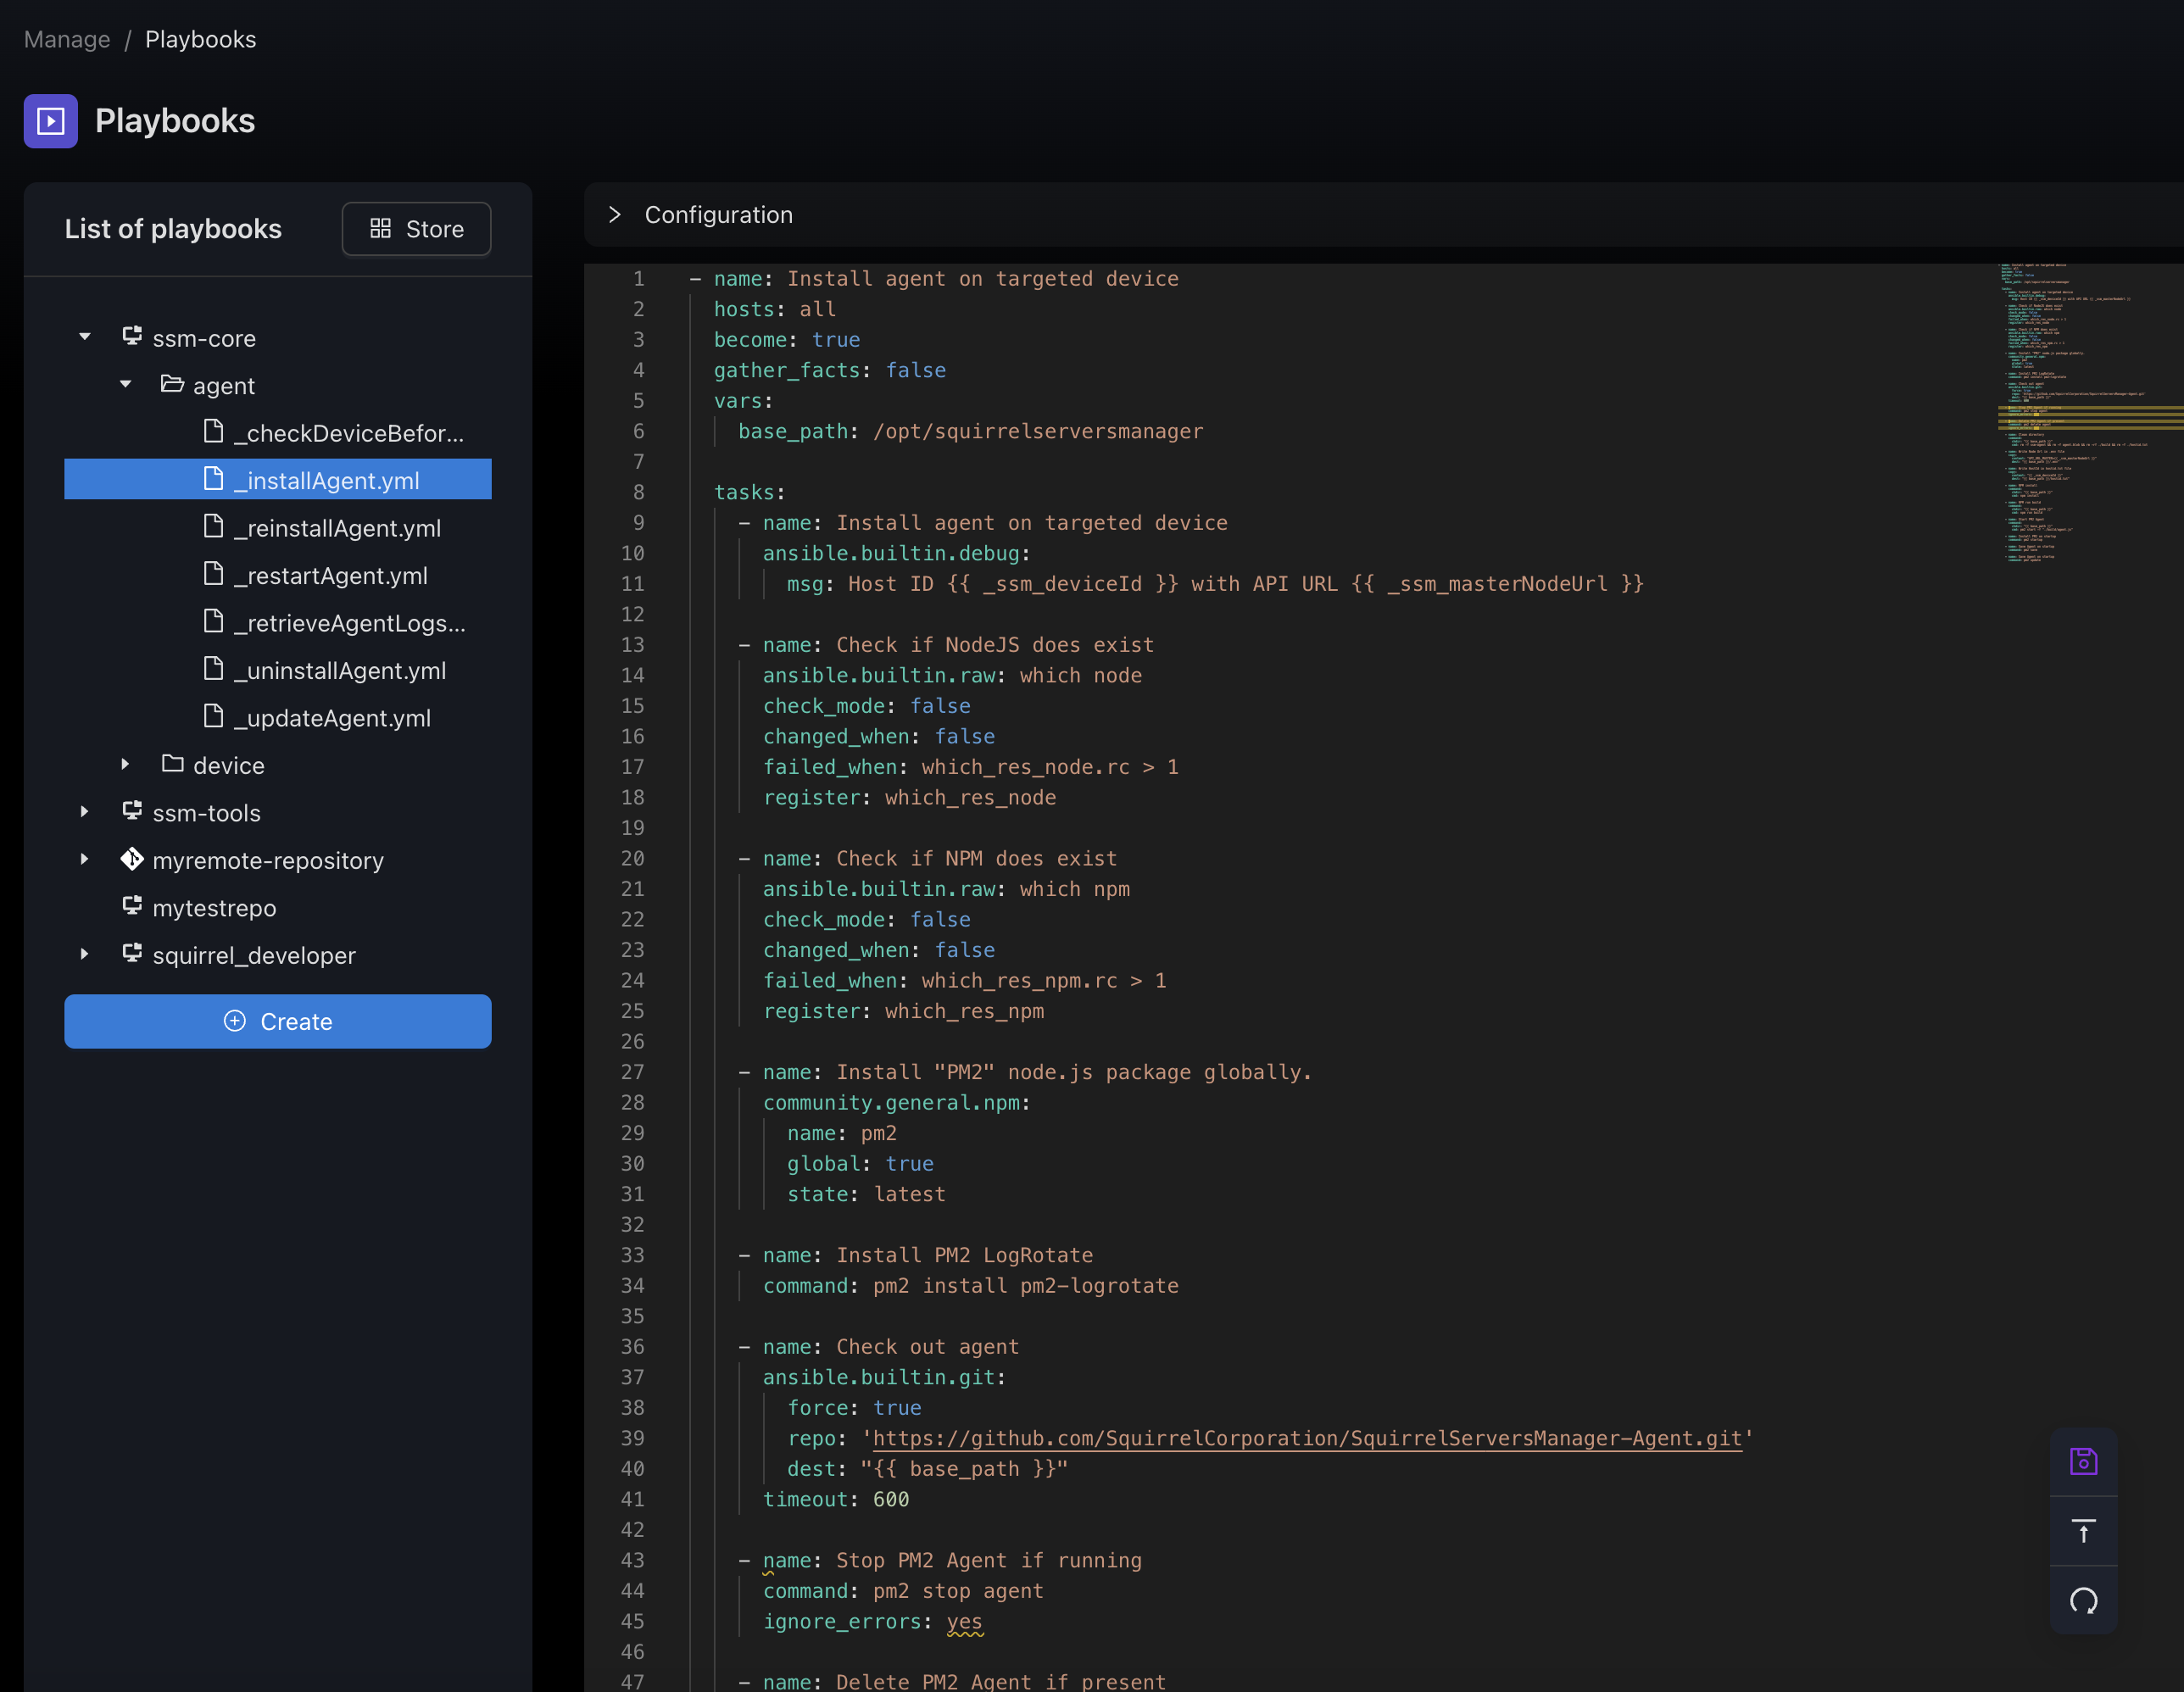 Manage / Playbooks
Playbooks
List of playbooks
Store
ssm-core
agent
_checkDeviceBefor...
_installAgent.yml
_reinstallAgent.yml
_restartAgent.yml
_retrieveAgentLogs...
_uninstallAgent.yml
_updateAgent.yml
device
ssm-tools
myremote-repository
mytestrepo
squirrel_developer
Create
Configuration
1 - name: Install agent on targeted device
2 hosts: all
3 become: true
4 gather_facts: false
5 vars:
6 base_path: /opt/squirrelserversmanager
7
8 tasks:
9 - name: Install agent on targeted device
10 ansible.builtin.debug:
11 msg: Host ID {{ _ssm_deviceId }} with API URL {{ _ssm_masterNodeUrl }}
12
13 - name: Check if NodeJS does exist
14 ansible.builtin.raw: which node
15 check_mode: false
16 changed_when: false
17 failed_when: which_res_node.rc > 1
18 register: which_res_node
19
20 - name: Check if NPM does exist
21 ansible.builtin.raw: which npm
22 check_mode: false
23 changed_when: false
24 failed_when: which_res_npm.rc > 1
25 register: which_res_npm
26
27 - name: Install "PM2" node.js package globally.
28 community.general.npm:
29 name: pm2
30 global: true
31 state: latest
32
33 - name: Install PM2 LogRotate
34 command: pm2 install pm2-logrotate
35
36 - name: Check out agent
37 ansible.builtin.git:
38 force: true
39 repo: 'https://github.com/SquirrelCorporation/SquirrelServersManager-Agent.git'
40 dest: "{{ base_path }}"
41 timeout: 600
42
43 - name: Stop PM2 Agent if running
44 command: pm2 stop agent
45 ignore_errors: yes
46
47 - name: Delete PM2 Agent if present